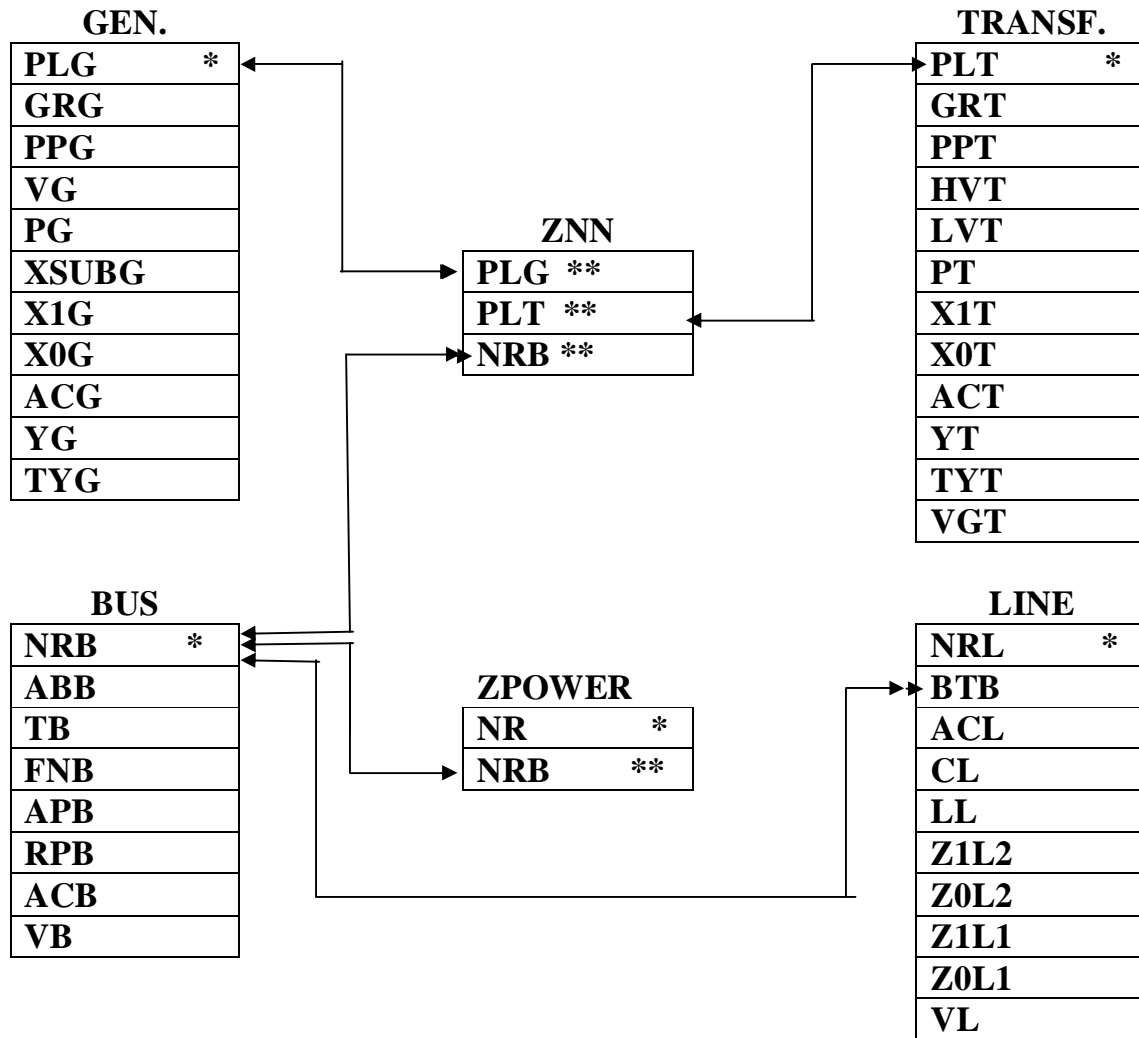 GEN.
PLG *
GRG
PPG
VG
PG
XSUBG
X1G
X0G
ACG
YG
TYG
TRANSF.
PLT *
GRT
PPT
HVT
LVT
PT
X1T
X0T
ACT
YT
TYT
VGT
ZNN
PLG **
PLT **
NRB **
BUS
NRB *
ABB
TB
FNB
APB
RPB
ACB
VB
ZPOWER
NR *
NRB **
LINE
NRL *
BTB
ACL
CL
LL
Z1L2
Z0L2
Z1L1
Z0L1
VL